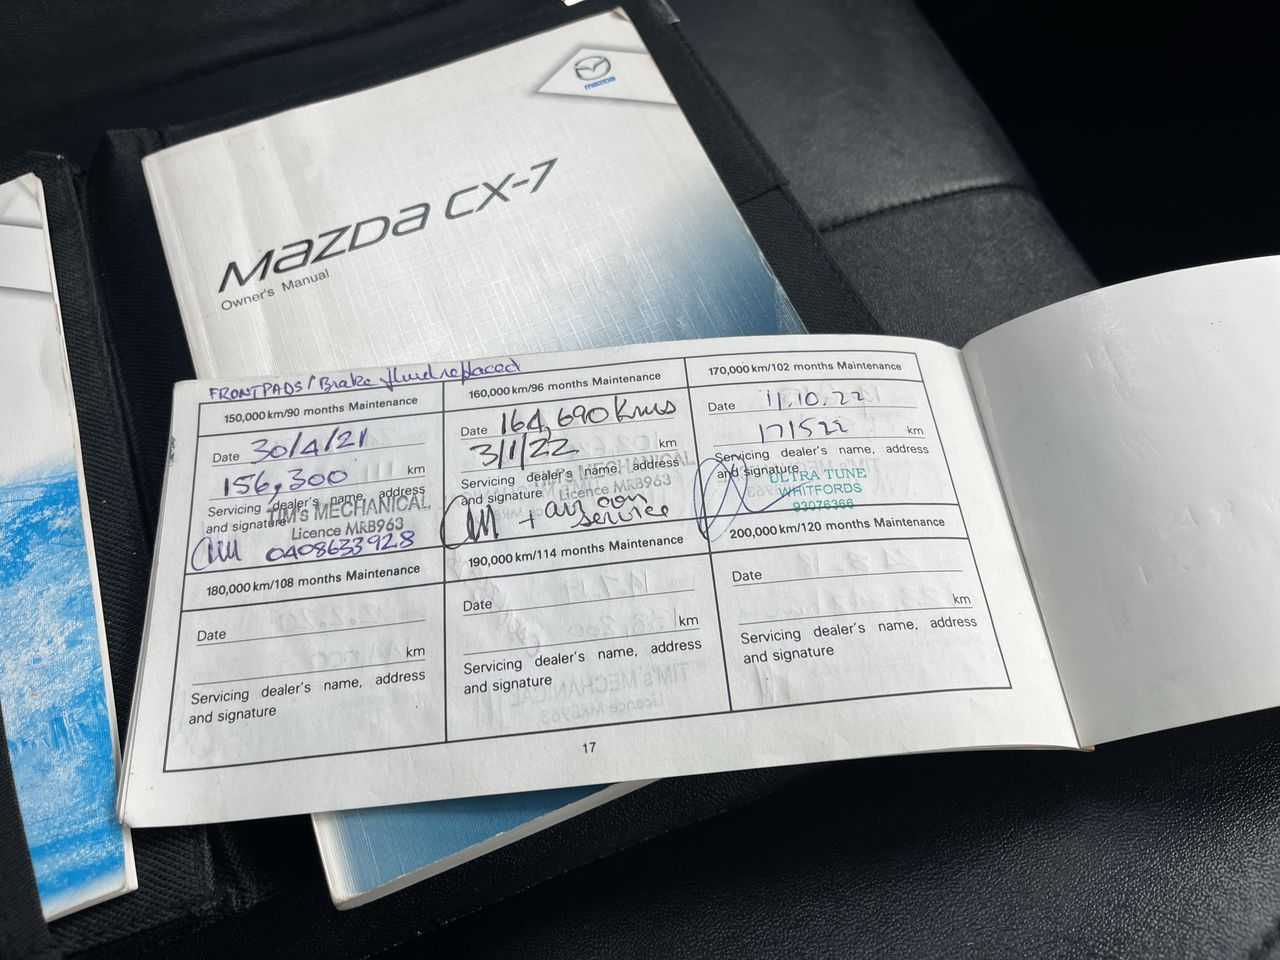 mazda
mazda CX-7
Owner's Manual
FRONT PADS / Brake fluid replaced
150,000 km/90 months Maintenance
Date 30/4/21
156,300 km
Servicing dealer's name, address
and signature
TIM's MECHANICAL
Licence MRB963
0408633928
160,000 km/96 months Maintenance
Date 164,690 kms
3/1/22 km
Servicing dealer's name, address
and signature
TIM's MECHANICAL
Licence MRB963
+ air con
service
170,000 km/102 months Maintenance
Date 11.10.22
171522 km
Servicing dealer's name, address
and signature
ULTRA TUNE
WHITFORDS
93076366
180,000 km/108 months Maintenance
Date
km
Servicing dealer's name, address
and signature
190,000 km/114 months Maintenance
Date
km
Servicing dealer's name, address
and signature
200,000 km/120 months Maintenance
Date
km
Servicing dealer's name, address
and signature
17